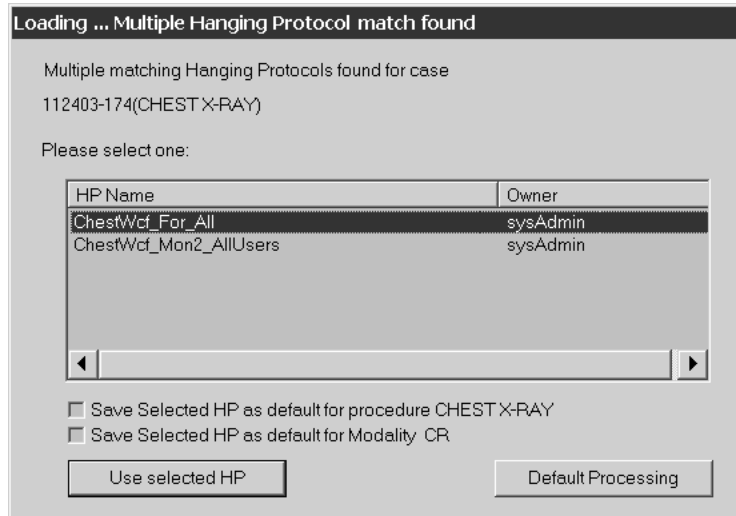 Loading ... Multiple Hanging Protocol match found
Multiple matching Hanging Protocols found for case
112403-174(CHEST X-RAY)
Please select one:
HP Name Owner
ChestWcf_For_All sysAdmin
ChestWcf_Mon2_AllUsers sysAdmin
Save Selected HP as default for procedure CHEST X-RAY
Save Selected HP as default for Modality CR
Use selected HP Default Processing